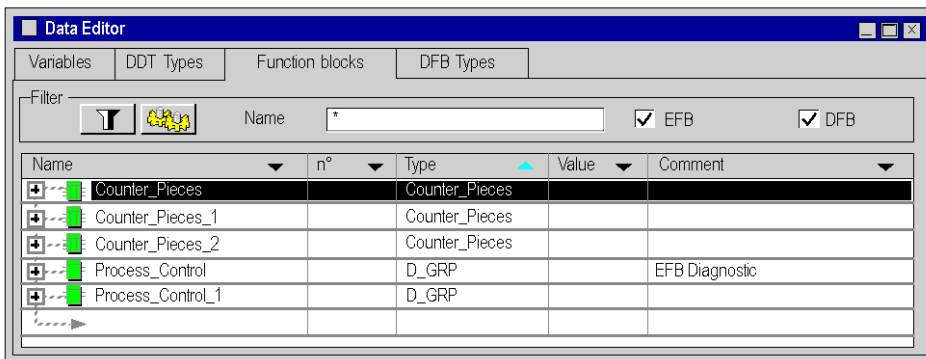 Data Editor
Variables DDT Types Function blocks DFB Types
Filter
Name * EFB DFB
Name n° Type Value Comment
Counter_Pieces Counter_Pieces
Counter_Pieces_1 Counter_Pieces
Counter_Pieces_2 Counter_Pieces
Process_Control D_GRP EFB Diagnostic
Process_Control_1 D_GRP